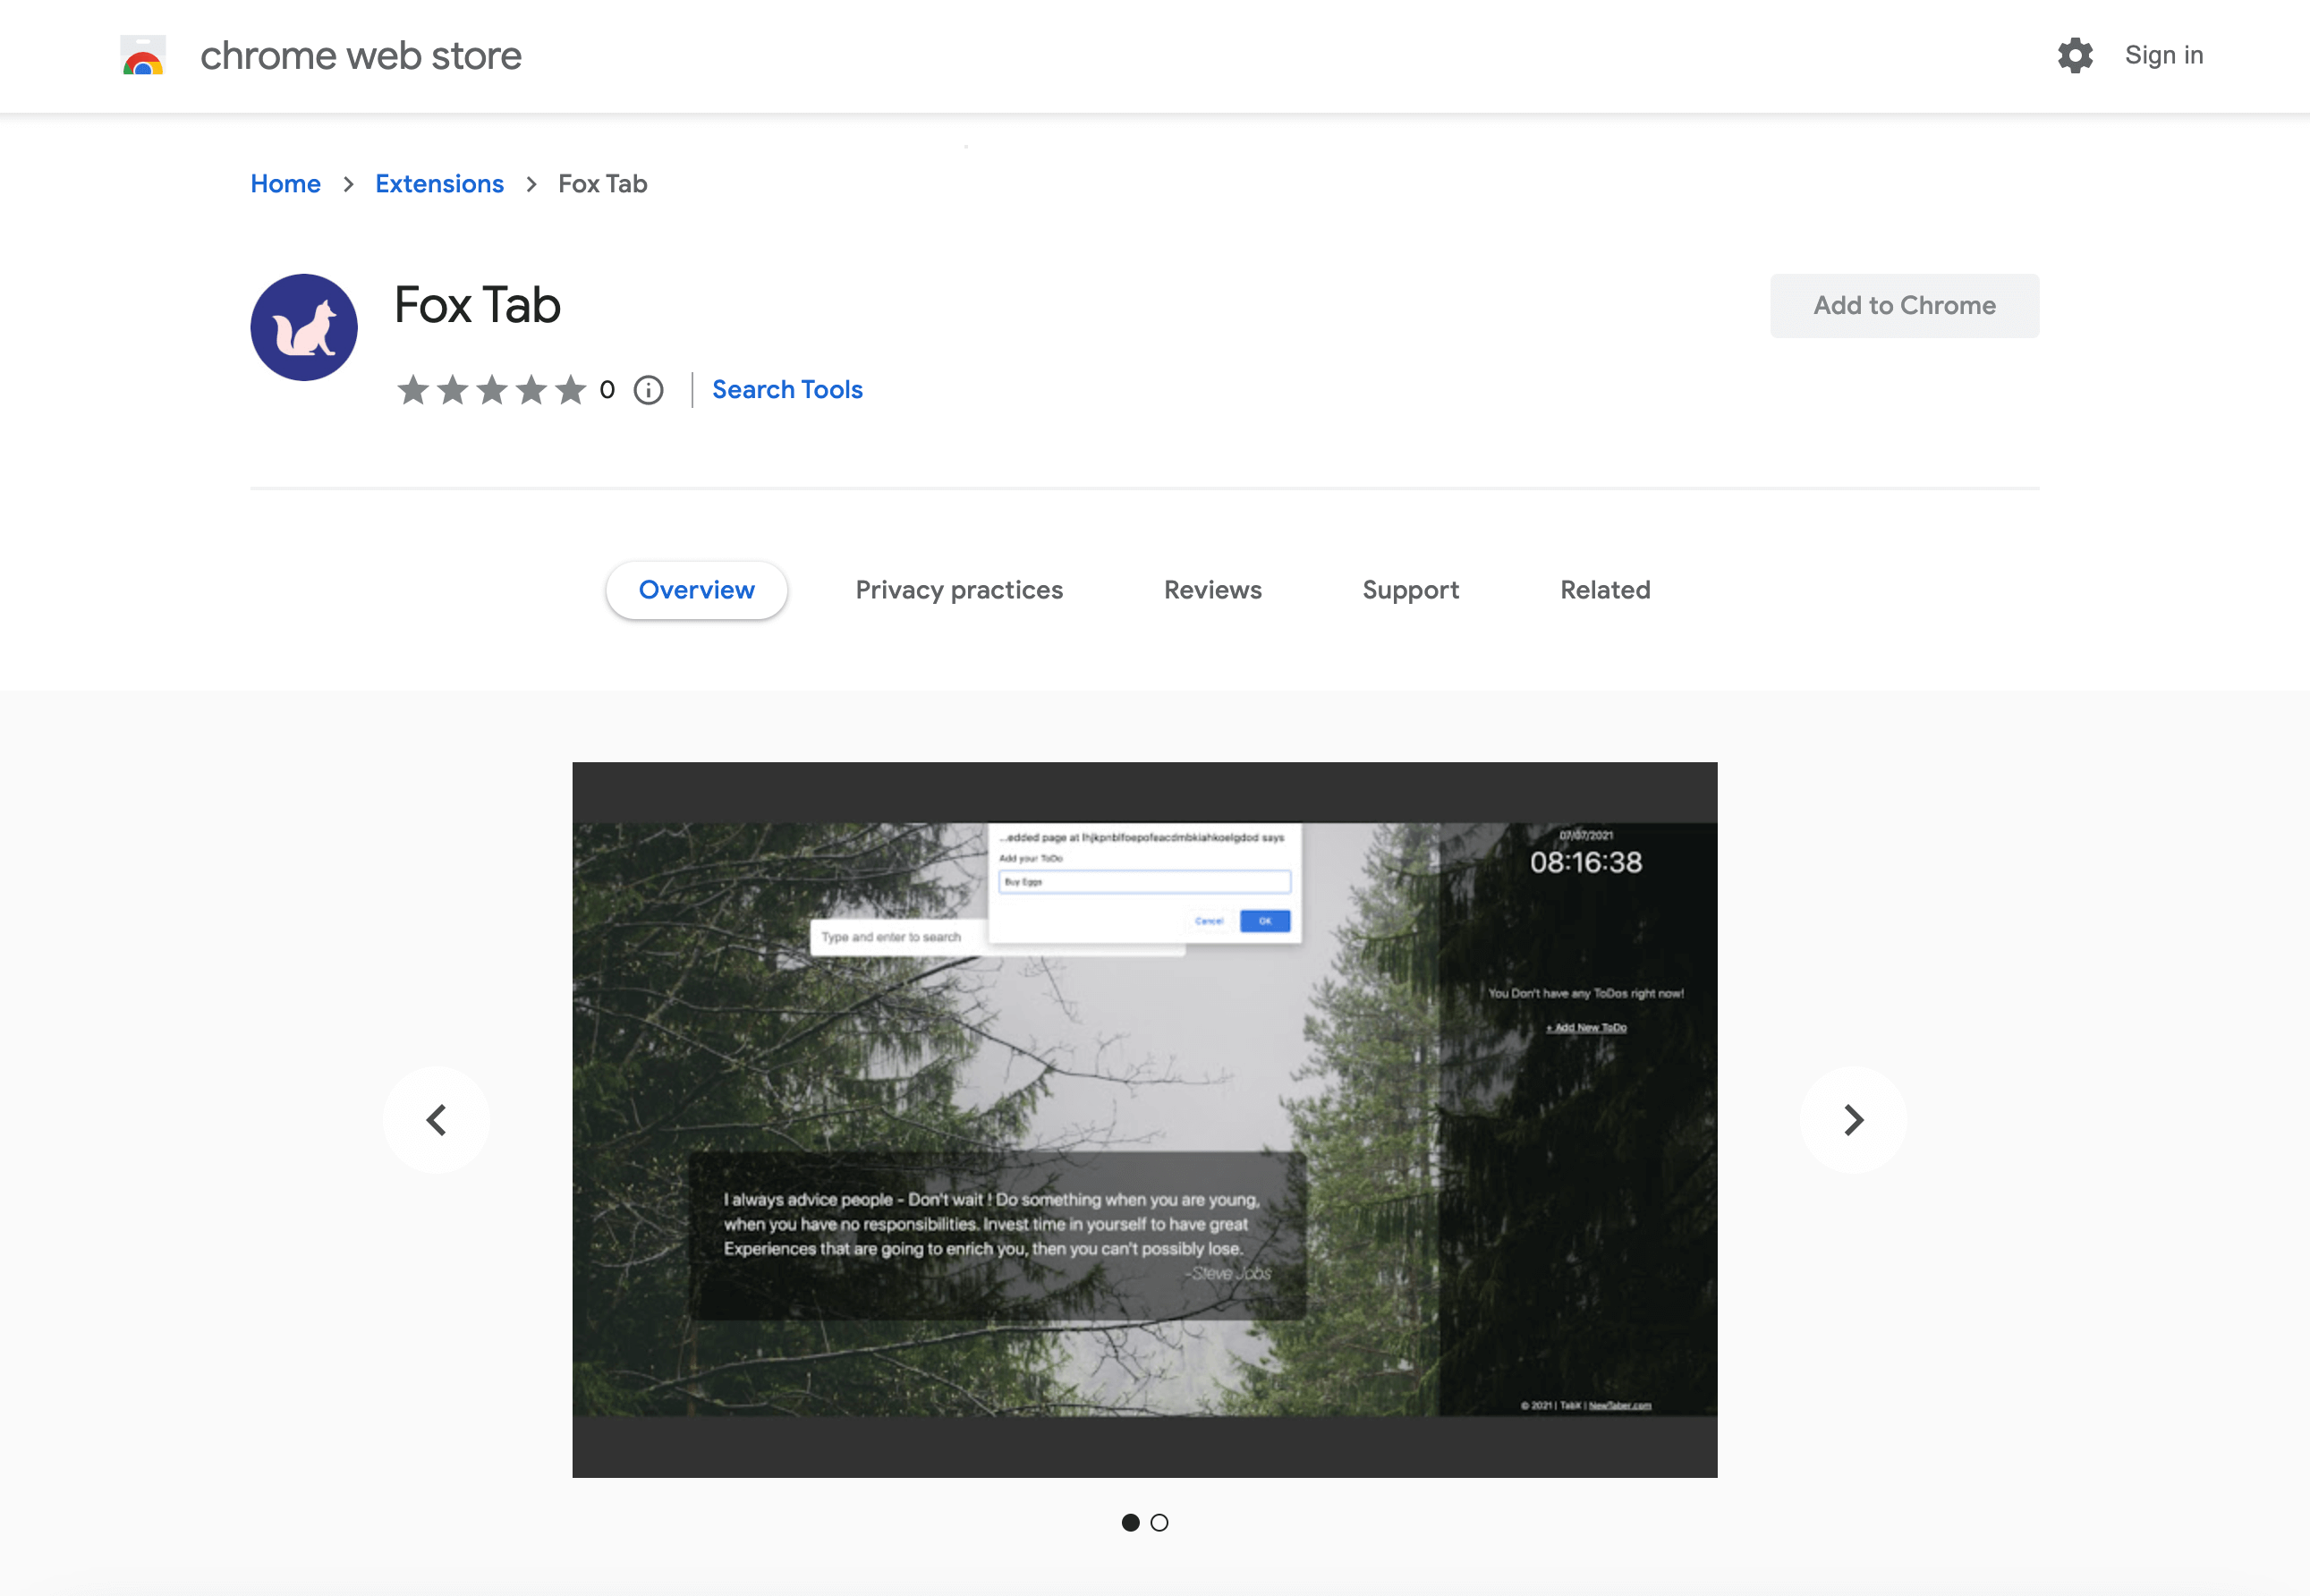 chrome web store
Sign in
Home > Extensions > Fox Tab
Fox Tab
Add to Chrome
0
Search Tools
Overview
Privacy practices
Reviews
Support
Related
...edded page at lhjkpnblfoepofeacdmbkiahkoelgdod says
Add your ToDo
Buy Eggs
Cancel
OK
Type and enter to search
07/07/2021
08:16:38
You Don't have any ToDos right now!
+ Add New ToDo
I always advice people - Don't wait ! Do something when you are young,
when you have no responsibilities. Invest time in yourself to have great
Experiences that are going to enrich you, then you can't possibly lose.
-Steve Jobs
© 2021 | TabX | NewTaber.com